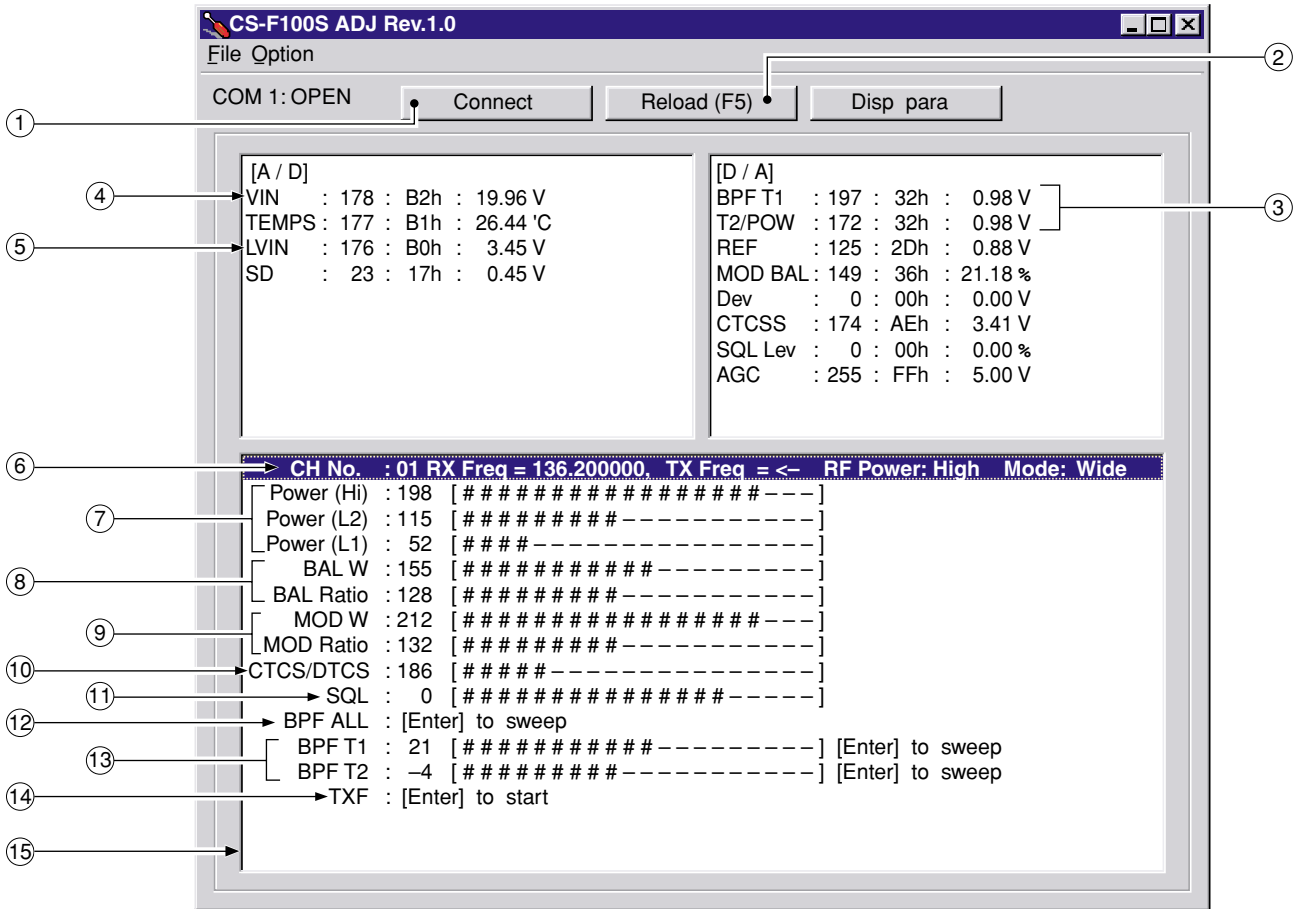 CS-F100S ADJ Rev.1.0
File Option
②
COM 1: OPEN Connect Reload (F5) Disp para
①
[A / D]
④ VIN : 178 : B2h : 19.96 V
TEMPS : 177 : B1h : 26.44 'C
⑤ LVIN : 176 : B0h : 3.45 V
SD : 23 : 17h : 0.45 V
[D / A]
BPF T1 : 197 : 32h : 0.98 V
③
T2/POW : 172 : 32h : 0.98 V
REF : 125 : 2Dh : 0.88 V
MOD BAL : 149 : 36h : 21.18 %
Dev : 0 : 00h : 0.00 V
CTCSS : 174 : AEh : 3.41 V
SQL Lev : 0 : 00h : 0.00 %
AGC : 255 : FFh : 5.00 V
⑥ CH No. : 01 RX Freq = 136.200000, TX Freq = <– RF Power: High Mode: Wide
Power (Hi) : 198 [# # # # # # # # # # # # # # # # # – – –]
⑦ Power (L2) : 115 [# # # # # # # # # – – – – – – – – – – –]
Power (L1) : 52 [# # # # – – – – – – – – – – – – – – – –]
⑧ BAL W : 155 [# # # # # # # # # # # – – – – – – – – –]
BAL Ratio : 128 [# # # # # # # # # – – – – – – – – – – –]
⑨ MOD W : 212 [# # # # # # # # # # # # # # # # # – – –]
MOD Ratio : 132 [# # # # # # # # # – – – – – – – – – – –]
⑩ CTCS/DTCS : 186 [# # # # # – – – – – – – – – – – – – – –]
⑪ SQL : 0 [# # # # # # # # # # # # # # # – – – – –]
⑫ BPF ALL : [Enter] to sweep
⑬ BPF T1 : 21 [# # # # # # # # # # # – – – – – – – – –] [Enter] to sweep
BPF T2 : –4 [# # # # # # # # # – – – – – – – – – – –] [Enter] to sweep
⑭ TXF : [Enter] to start
⑮